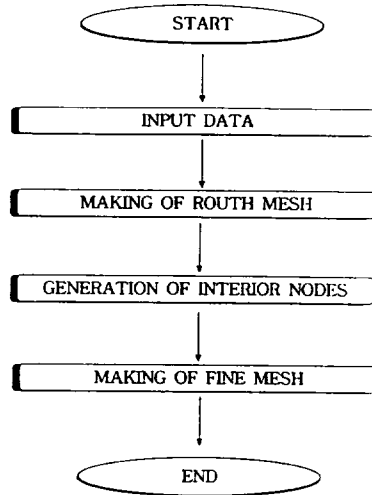 START
INPUT DATA
MAKING OF ROUTH MESH
GENERATION OF INTERIOR NODES
MAKING OF FINE MESH
END